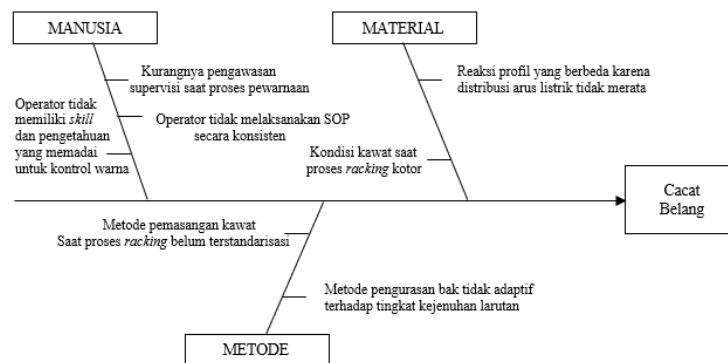 MANUSIA
MATERIAL
Kurangnya pengawasan
supervisi saat proses pewarnaan
Reaksi profil yang berbeda karena
distribusi arus listrik tidak merata
Operator tidak
memiliki skill
dan pengetahuan
yang memadai
untuk kontrol warna
Operator tidak melaksanakan SOP
secara konsisten
Kondisi kawat saat
proses racking kotor
Cacat
Belang
Metode pemasangan kawat
Saat proses racking belum terstandarisasi
Metode pengurasan bak tidak adaptif
terhadap tingkat kejenuhan larutan
METODE